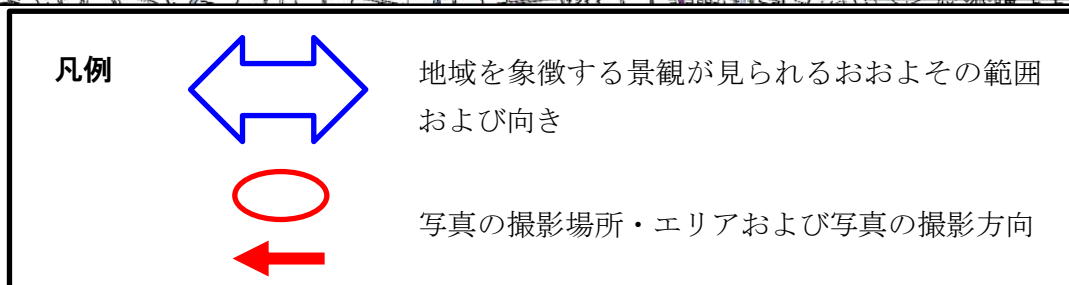 凡例
地域を象徴する景観が見られるおおよその範囲
および向き
写真の撮影場所・エリアおよび写真の撮影方向